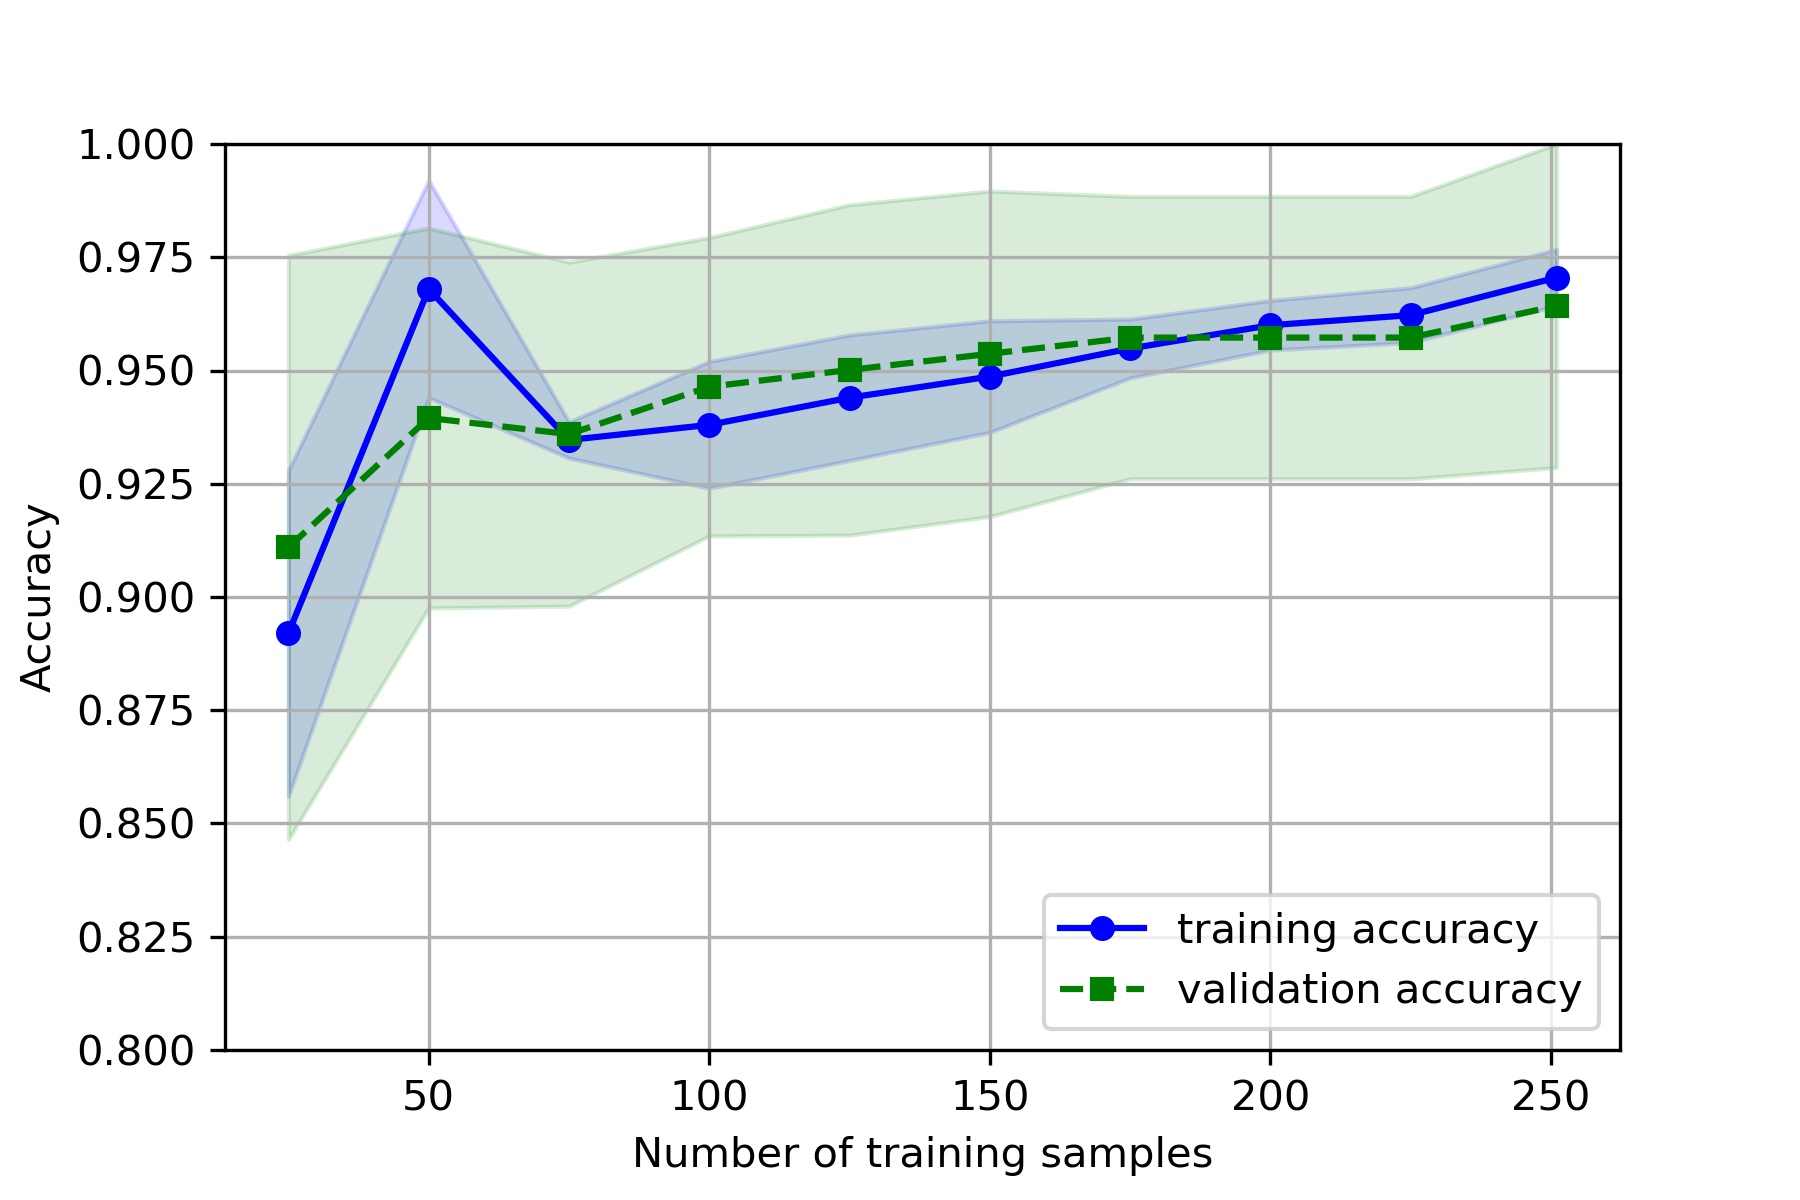 1.000
0.975
0.950
0.925
0.900
0.875
0.850
0.825
0.800
Accuracy
training accuracy
validation accuracy
50 100 150 200 250
Number of training samples